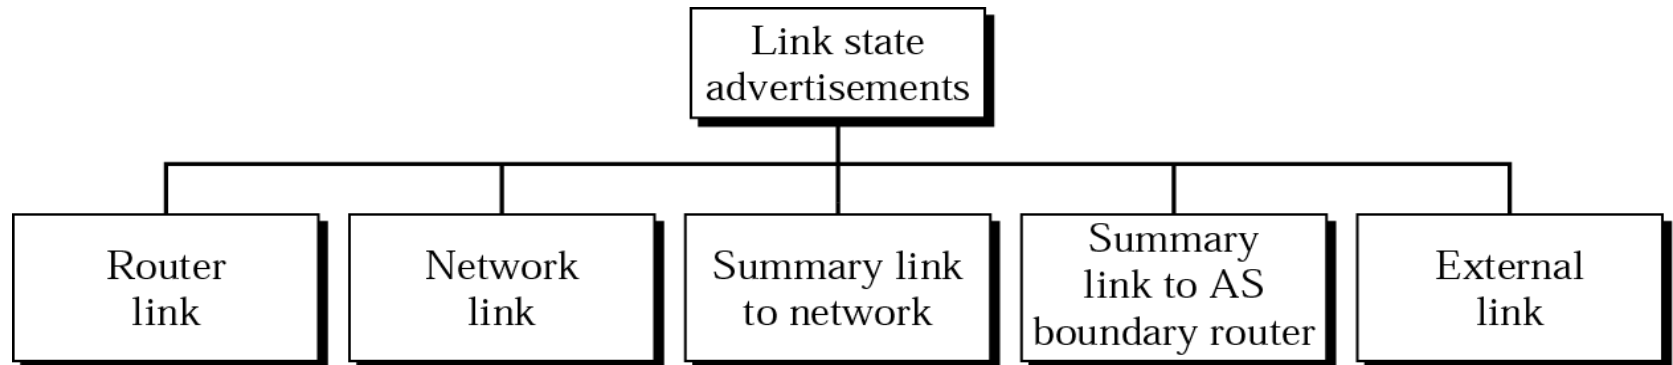 Link state
advertisements
Router
link
Network
link
Summary link
to network
Summary
link to AS
boundary router
External
link